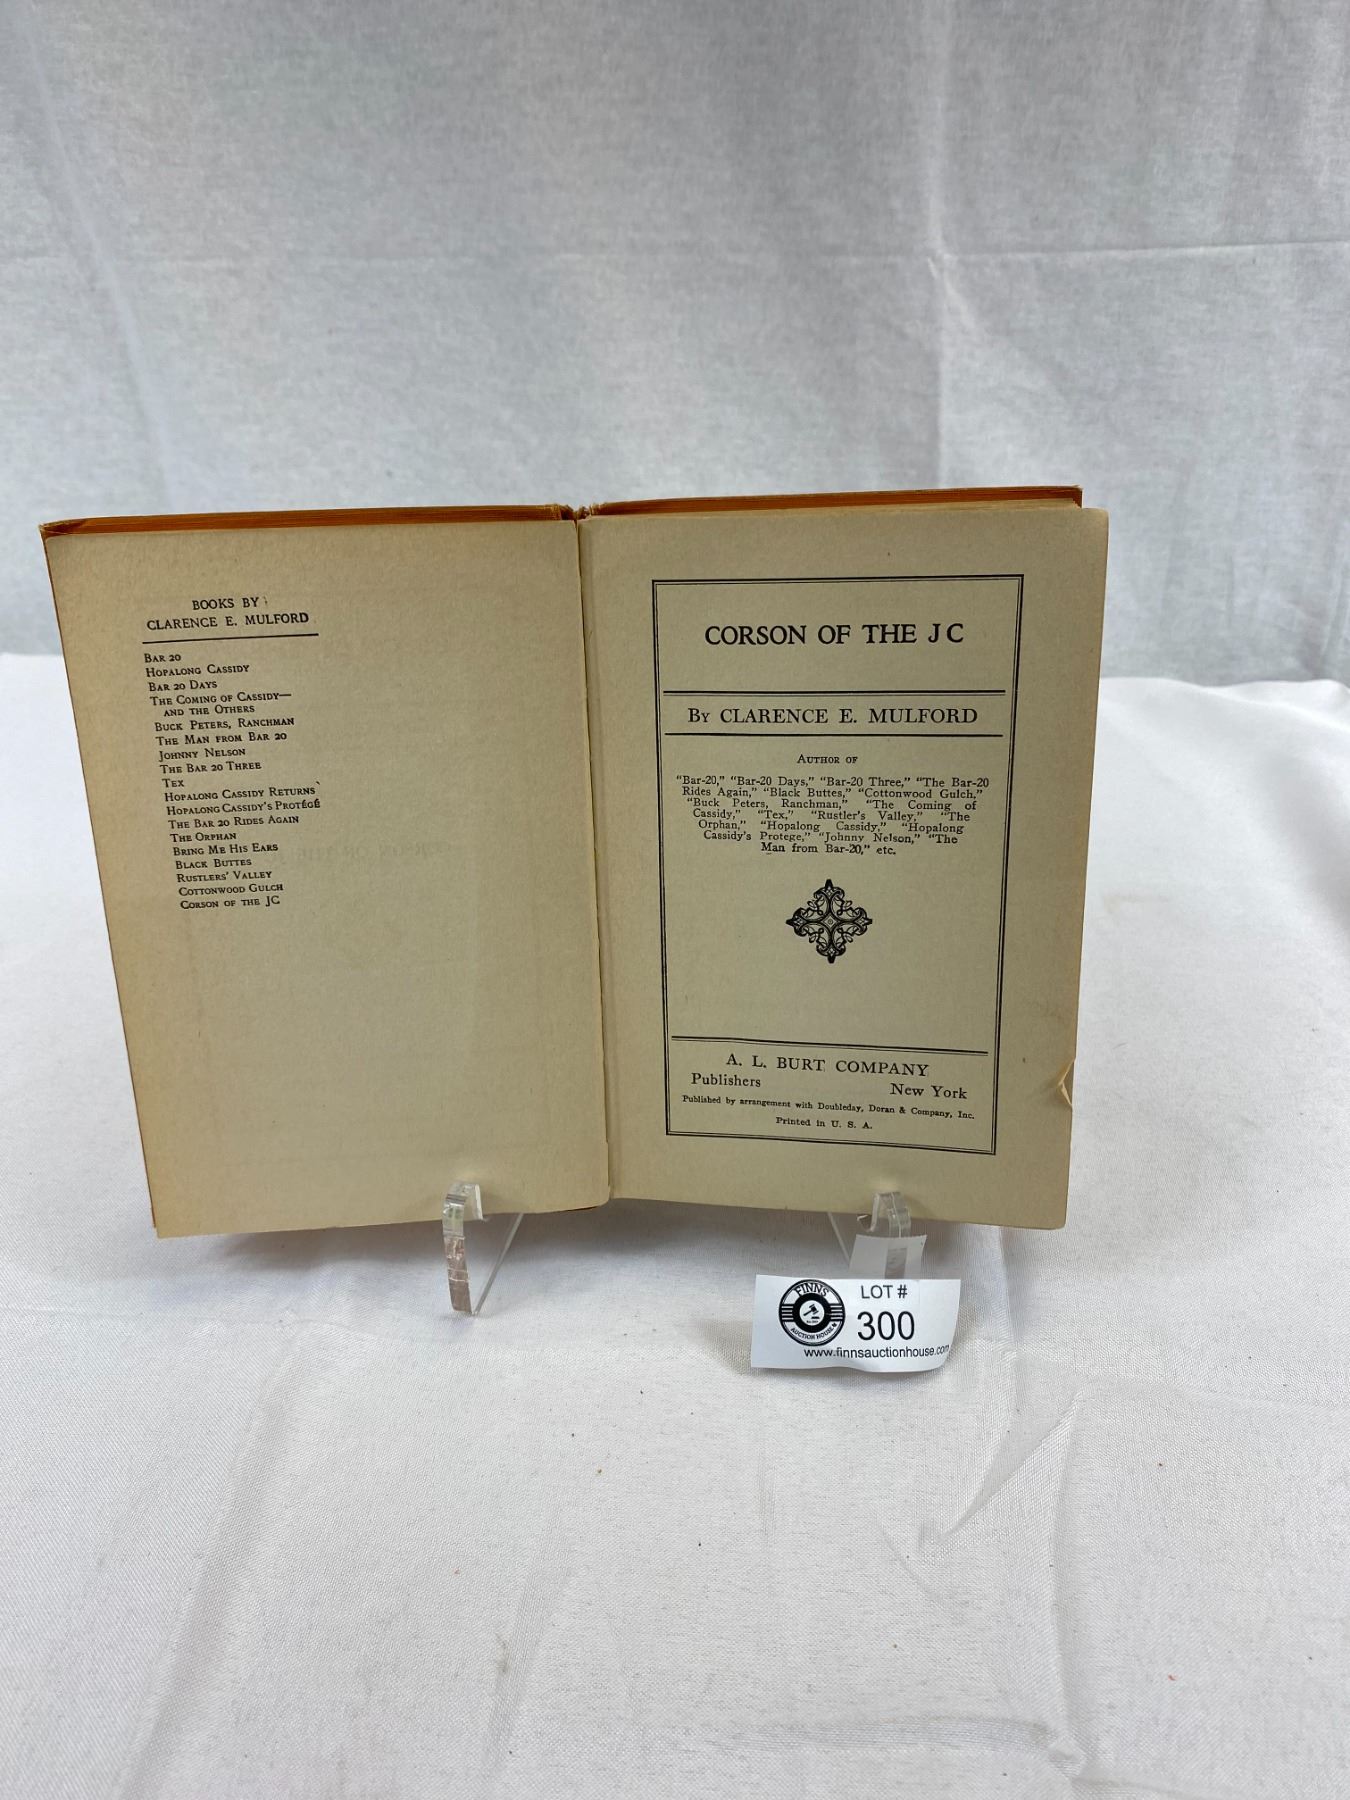 BOOKS BY
CLARENCE E. MULFORD
BAR 20
HOPALONG CASSIDY
BAR 20 DAYS
THE COMING OF CASSIDY—
AND THE OTHERS
BUCK PETERS, RANCHMAN
THE MAN FROM BAR 20
JOHNNY NELSON
THE BAR 20 THREE
TEX
HOPALONG CASSIDY RETURNS
HOPALONG CASSIDY'S PROTÉGÉ
THE BAR 20 RIDES AGAIN
THE ORPHAN
BRING ME HIS EARS
BLACK BUTTES
RUSTLERS' VALLEY
COTTONWOOD GULCH
CORSON OF THE JC
CORSON OF THE J C
BY CLARENCE E. MULFORD
AUTHOR OF
"Bar-20," "Bar-20 Days," "Bar-20 Three," "The Bar-20
Rides Again," "Black Buttes," "Cottonwood Gulch,"
"Buck Peters, Ranchman," "The Coming of
Cassidy," "Tex," "Rustler's Valley," "The
Orphan," "Hopalong Cassidy," "Hopalong
Cassidy's Protege," "Johnny Nelson," "The
Man from Bar-20," etc.
A. L. BURT COMPANY
Publishers New York
Published by arrangement with Doubleday, Doran & Company, Inc.
Printed in U. S. A.
FINNS
AUCTION HOUSE
LOT #
300
www.finnsauctionhouse.com